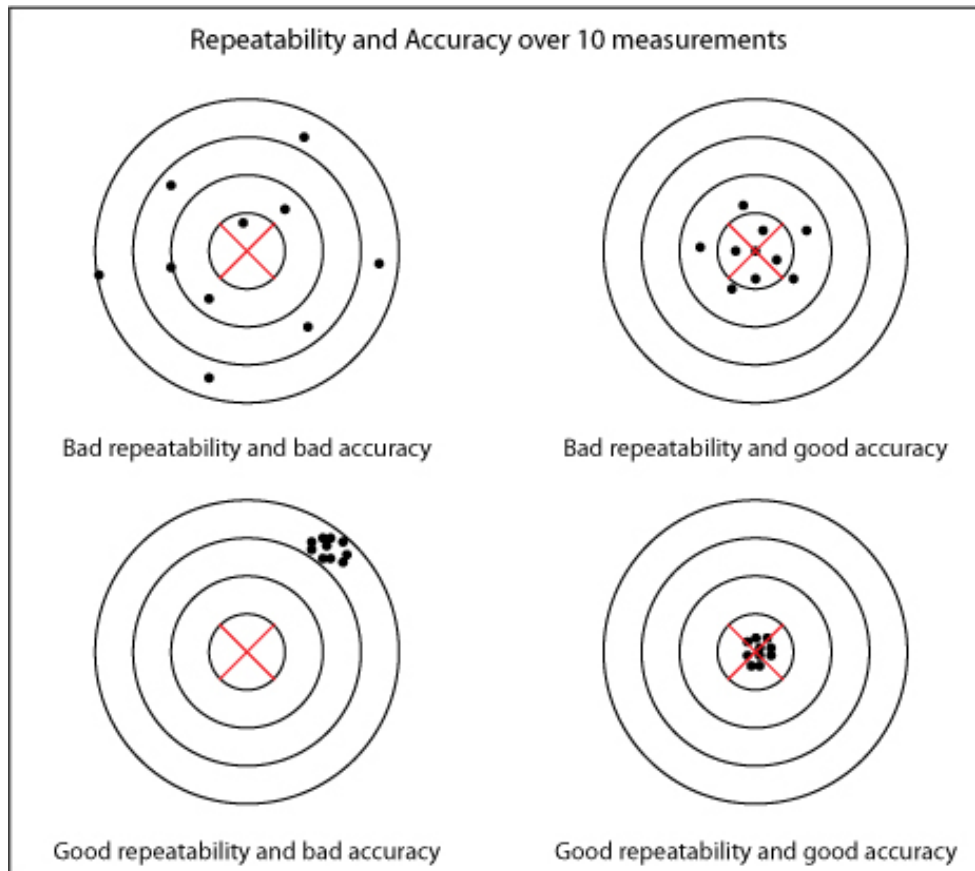 Repeatability and Accuracy over 10 measurements
Bad repeatability and bad accuracy
Bad repeatability and good accuracy
Good repeatability and bad accuracy
Good repeatability and good accuracy